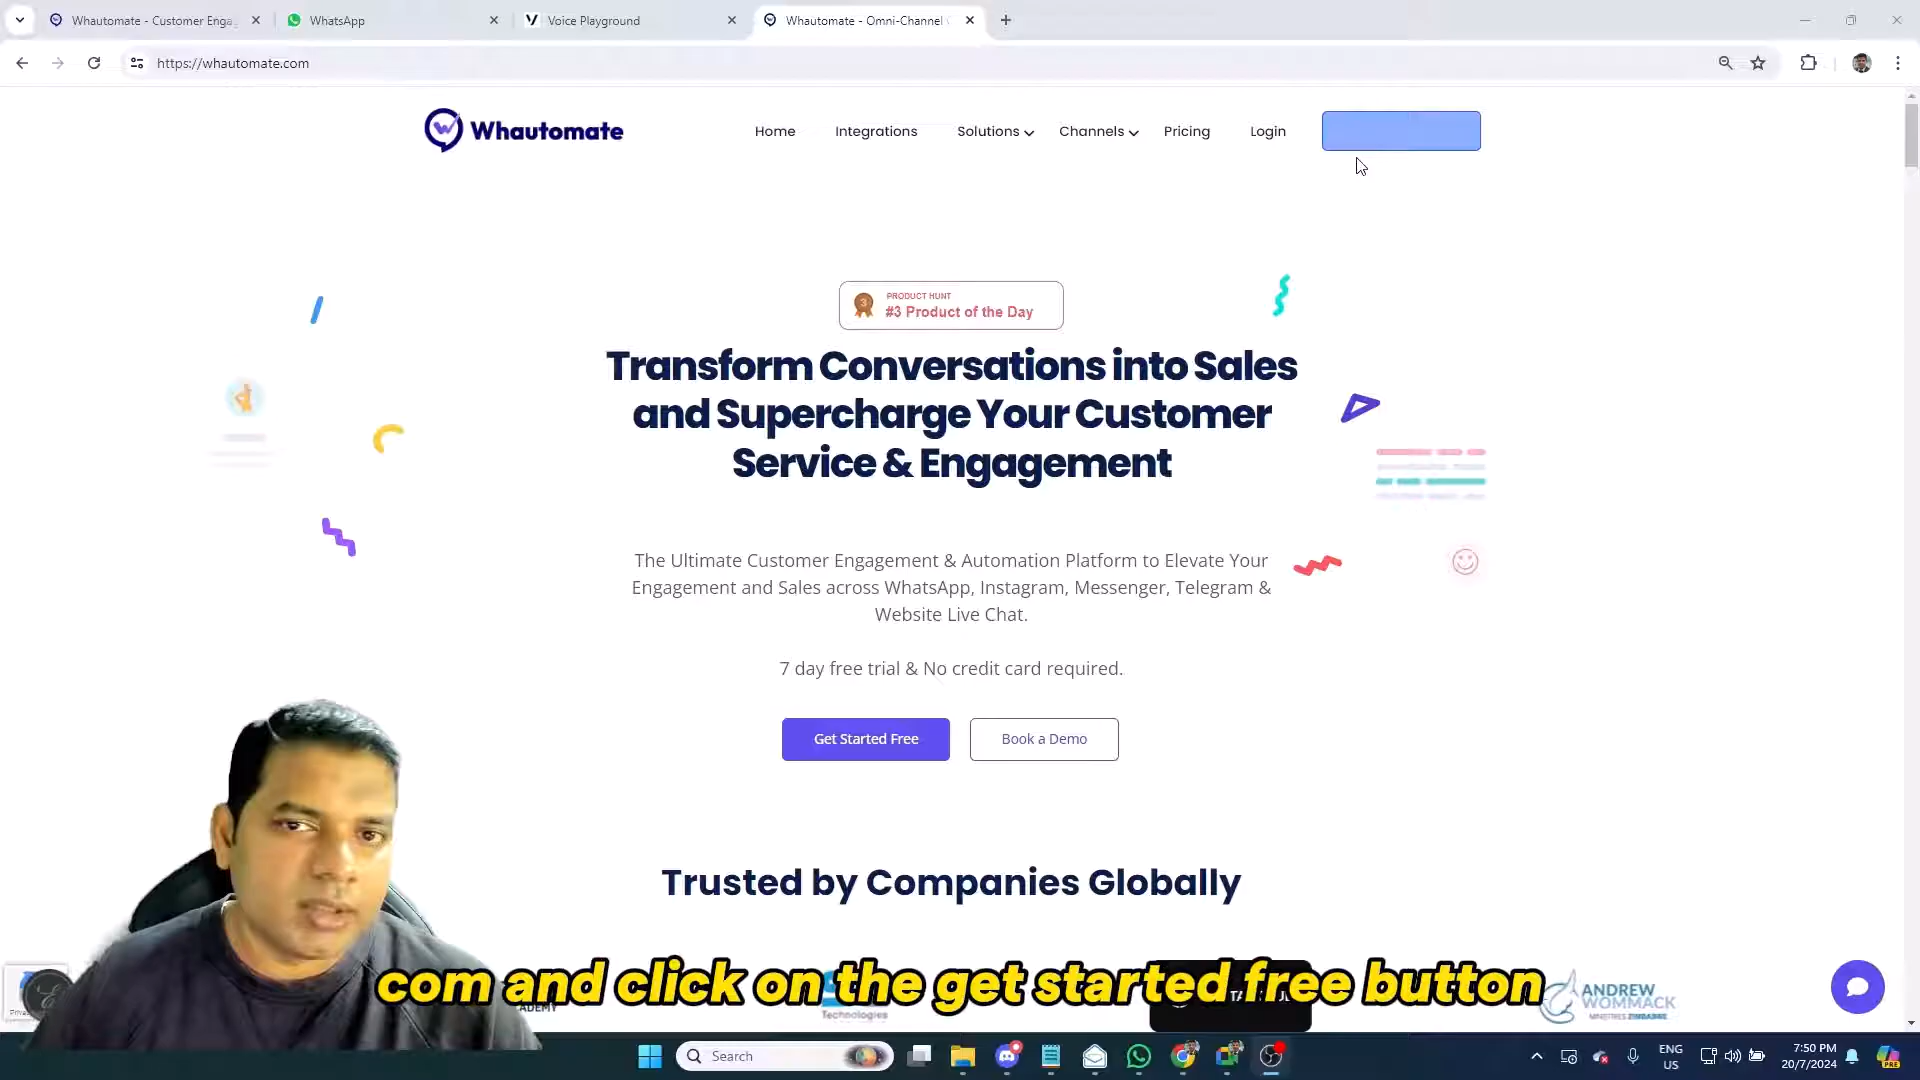 Whautomate - Customer Enga
WhatsApp
Voice Playground
Whautomate - Omni-Channel
https://whautomate.com
Whautomate
Home
Integrations
Solutions
Channels
Pricing
Login
3
PRODUCT HUNT
#3 Product of the Day
Transform Conversations into Sales
and Supercharge Your Customer
Service & Engagement
The Ultimate Customer Engagement & Automation Platform to Elevate Your
Engagement and Sales across WhatsApp, Instagram, Messenger, Telegram &
Website Live Chat.
7 day free trial & No credit card required.
Get Started Free
Book a Demo
Trusted by Companies Globally
com and click on the get started free button
Technologies
ANDREW
WOMMACK
MINISTRIES ZIMBABWE
Search
ENG
US
7:50 PM
20/7/2024
PRE